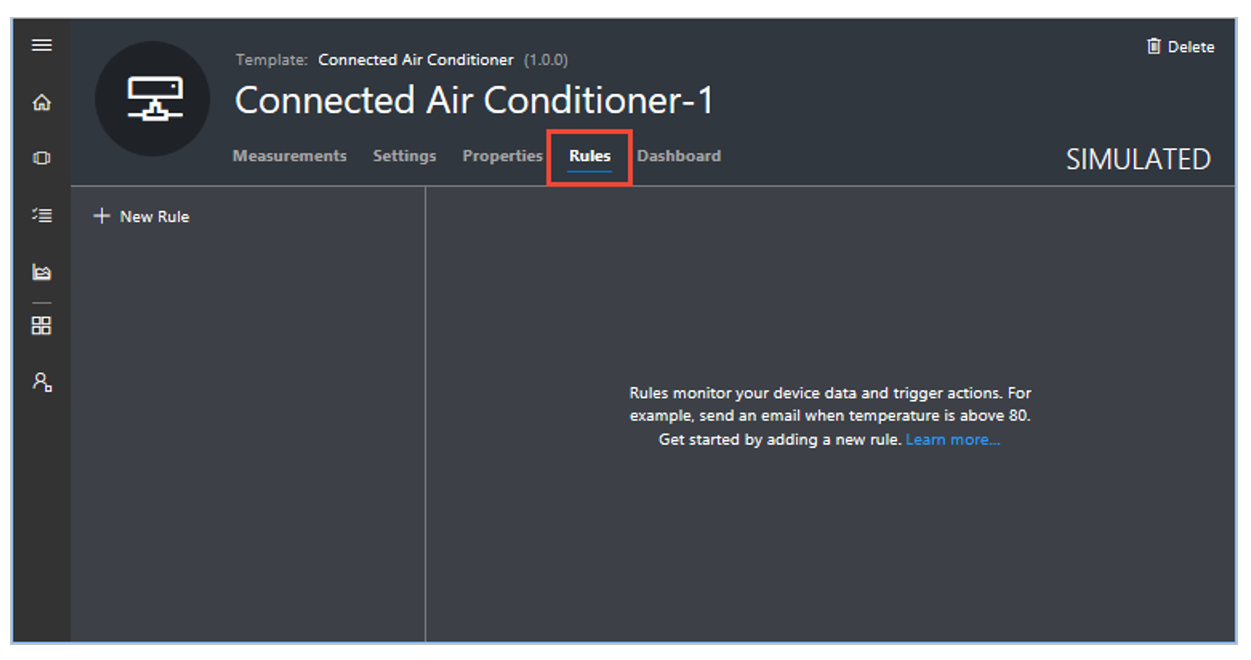 Template: Connected Air Conditioner (1.0.0)
Delete
Connected Air Conditioner-1
Measurements Settings Properties Rules Dashboard
SIMULATED
+ New Rule
Rules monitor your device data and trigger actions. For
example, send an email when temperature is above 80.
Get started by adding a new rule. Learn more...